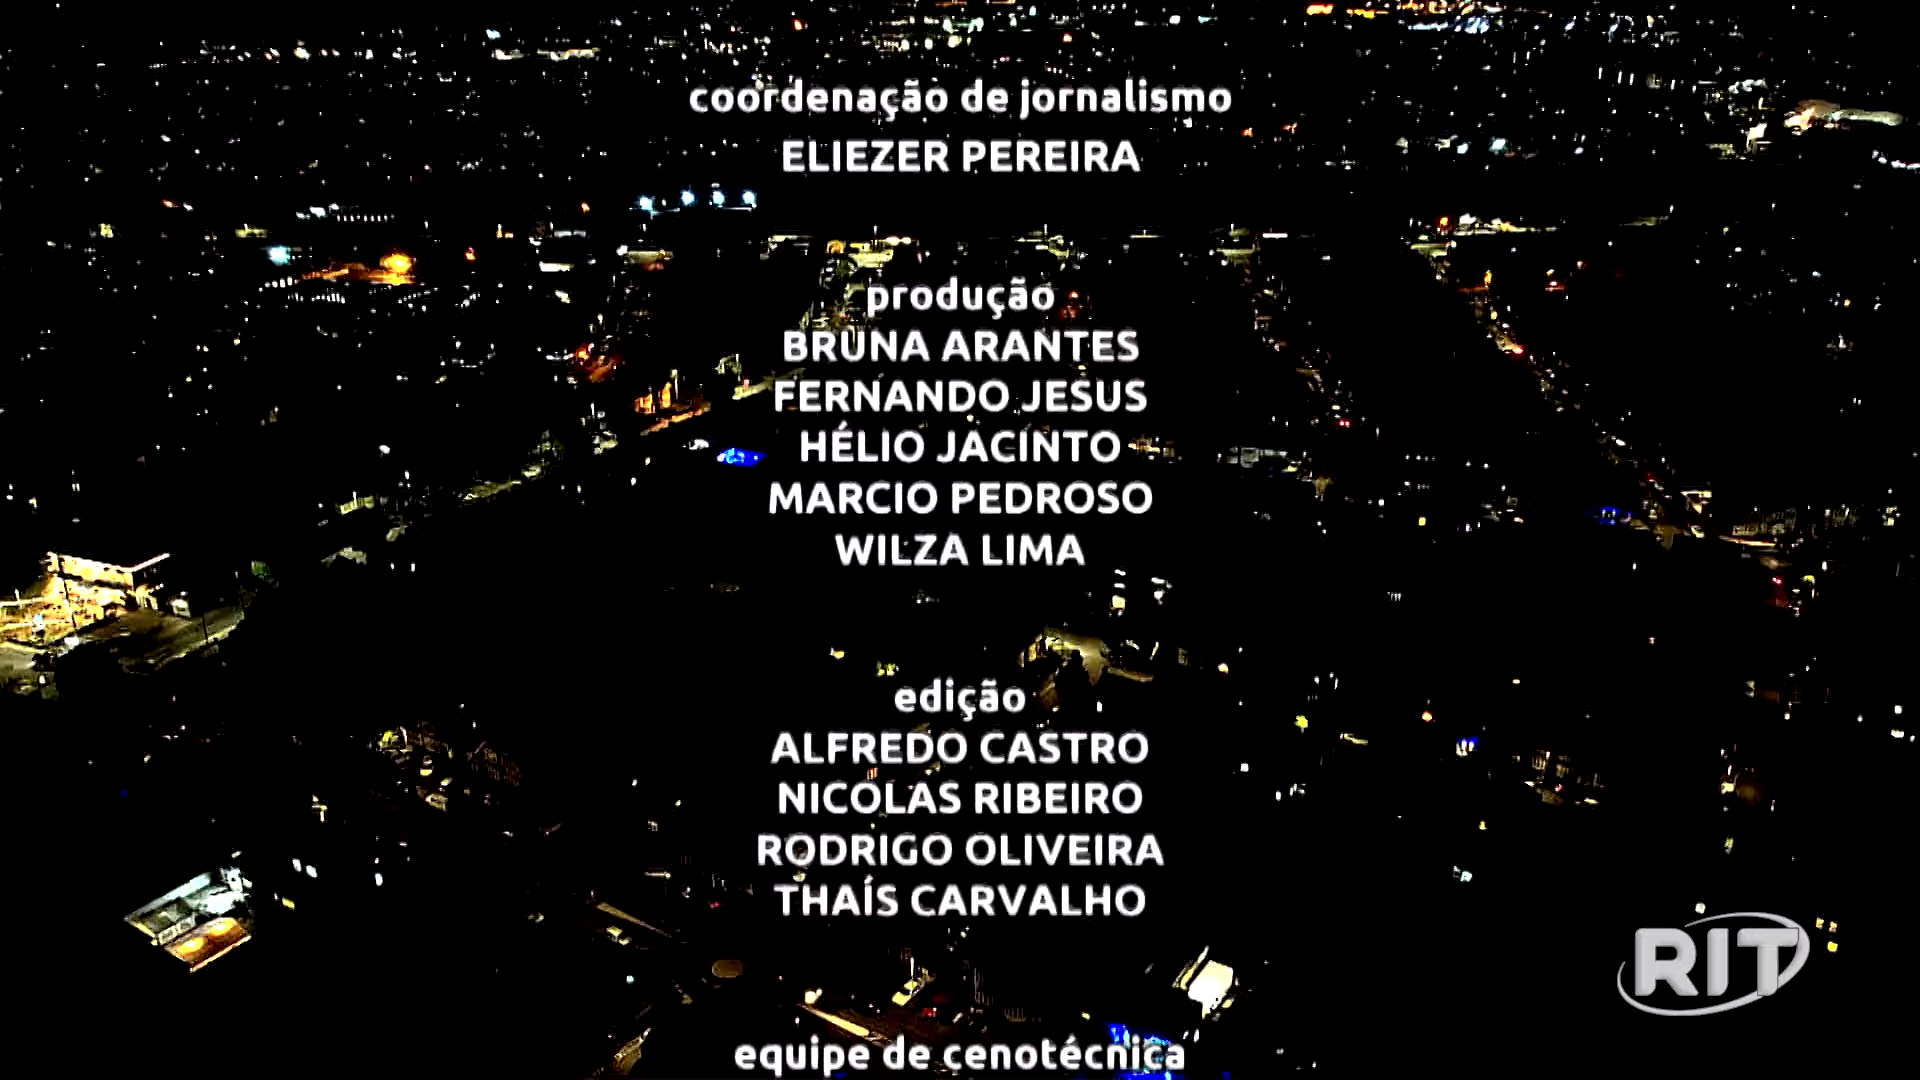 coordenação de jornalismo
ELIEZER PEREIRA
produção
BRUNA ARANTES
FERNANDO JESUS
HÉLIO JACINTO
MARCIO PEDROSO
WILZA LIMA
edição
ALFREDO CASTRO
NICOLAS RIBEIRO
RODRIGO OLIVEIRA
THAÍS CARVALHO
RIT
equipe de cenotécnica